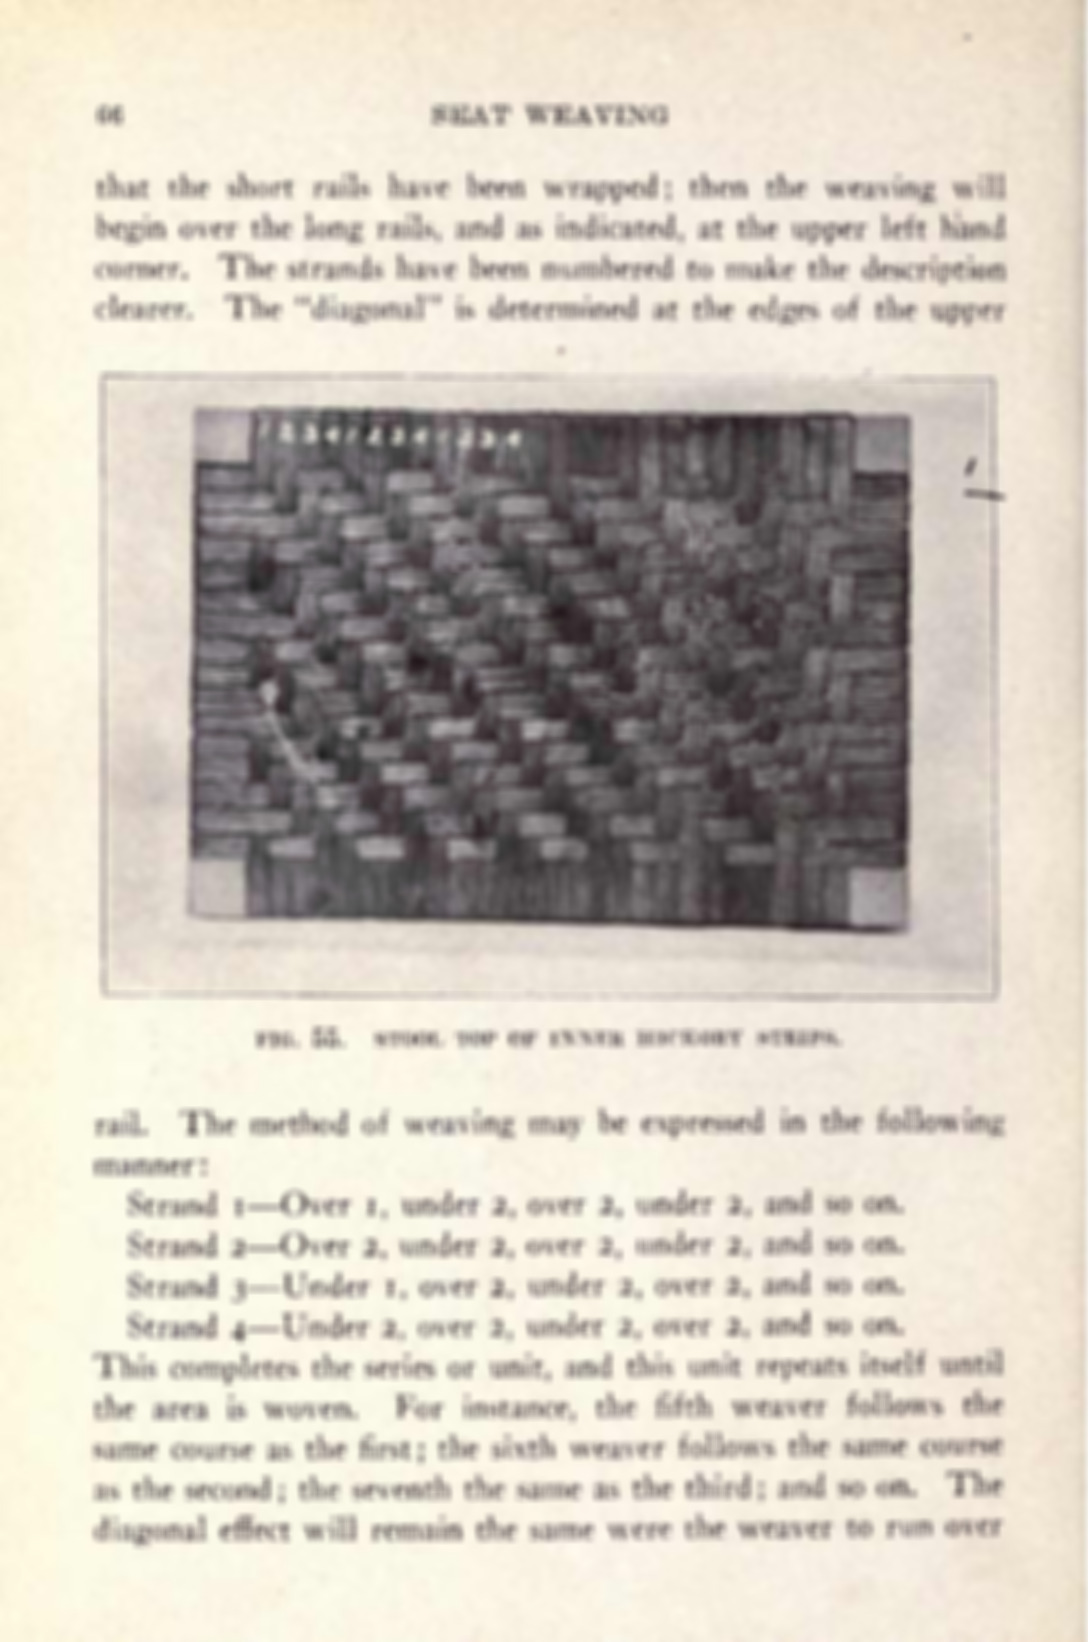 66 SEAT WEAVING
that the short rails have been wrapped; then the weaving will
begin over the long rails, and as indicated, at the upper left hand
corner. The strands have been numbered to make the description
clearer. The "diagonal" is determined at the edges of the upper
1 2 3 4 1 2 3 4 1 2 3 4
FIG. 55. STOOL TOP OF INNER HICKORY STRIPS.
rail. The method of weaving may be expressed in the following
manner:
Strand 1—Over 1, under 2, over 2, under 2, and so on.
Strand 2—Over 2, under 2, over 2, under 2, and so on.
Strand 3—Under 1, over 2, under 2, over 2, and so on.
Strand 4—Under 2, over 2, under 2, over 2, and so on.
This completes the series or unit, and this unit repeats itself until
the area is woven. For instance, the fifth weaver follows the
same course as the first; the sixth weaver follows the same course
as the second; the seventh the same as the third; and so on. The
diagonal effect will remain the same were the weaver to run over